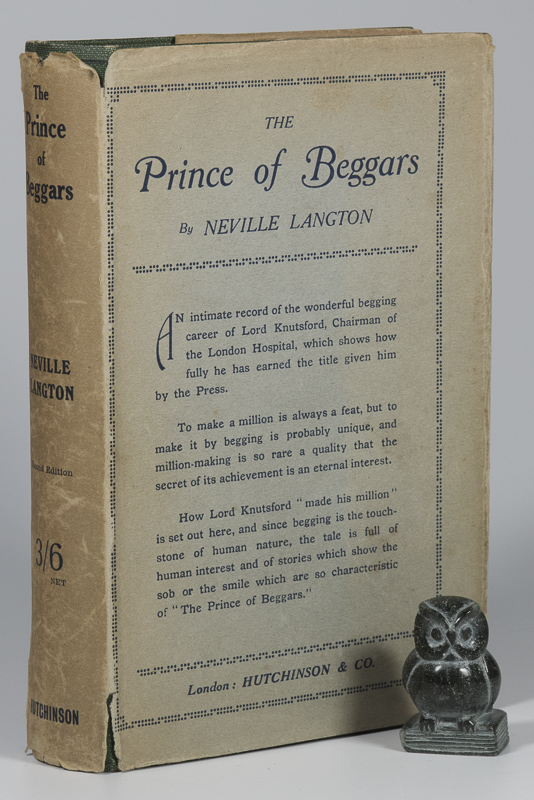 The
Prince
of
Beggars
NEVILLE
LANGTON
Second Edition
3/6
NET
HUTCHINSON
THE
Prince of Beggars
By NEVILLE LANGTON
AN intimate record of the wonderful begging
career of Lord Knutsford, Chairman of
the London Hospital, which shows how
fully he has earned the title given him
by the Press.
To make a million is always a feat, but to
make it by begging is probably unique, and
million-making is so rare a quality that the
secret of its achievement is an eternal interest.
How Lord Knutsford "made his million"
is set out here, and since begging is the touch-
stone of human nature, the tale is full of
human interest and of stories which show the
sob or the smile which are so characteristic
of "The Prince of Beggars."
London: HUTCHINSON & CO.